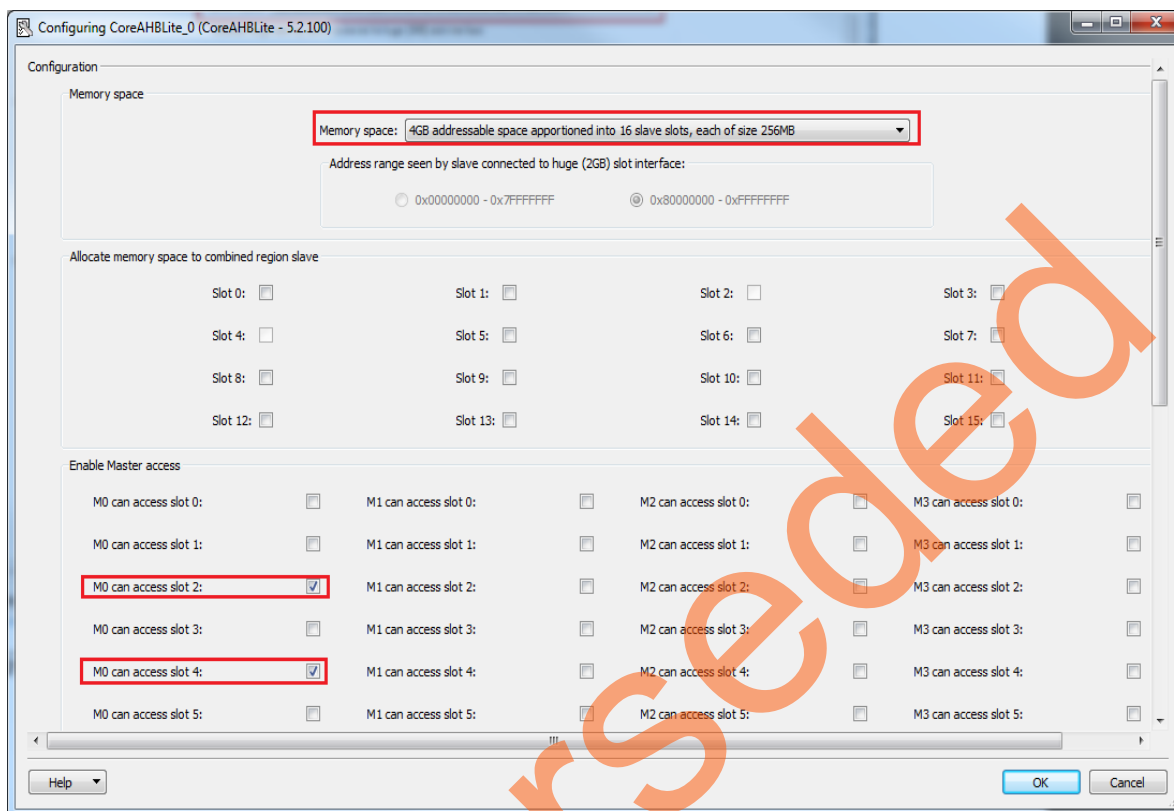 Configuring CoreAHBLite_0 (CoreAHBLite - 5.2.100)
Configuration
Memory space
Memory space: 4GB addressable space apportioned into 16 slave slots, each of size 256MB
Address range seen by slave connected to huge (2GB) slot interface:
0x00000000 - 0x7FFFFFFF 0x80000000 - 0xFFFFFFFF
Allocate memory space to combined region slave
Slot 0: Slot 1: Slot 2: Slot 3:
Slot 4: Slot 5: Slot 6: Slot 7:
Slot 8: Slot 9: Slot 10: Slot 11:
Slot 12: Slot 13: Slot 14: Slot 15:
Enable Master access
M0 can access slot 0: M1 can access slot 0: M2 can access slot 0: M3 can access slot 0:
M0 can access slot 1: M1 can access slot 1: M2 can access slot 1: M3 can access slot 1:
M0 can access slot 2: M1 can access slot 2: M2 can access slot 2: M3 can access slot 2:
M0 can access slot 3: M1 can access slot 3: M2 can access slot 3: M3 can access slot 3:
M0 can access slot 4: M1 can access slot 4: M2 can access slot 4: M3 can access slot 4:
M0 can access slot 5: M1 can access slot 5: M2 can access slot 5: M3 can access slot 5:
Help OK Cancel
rseded